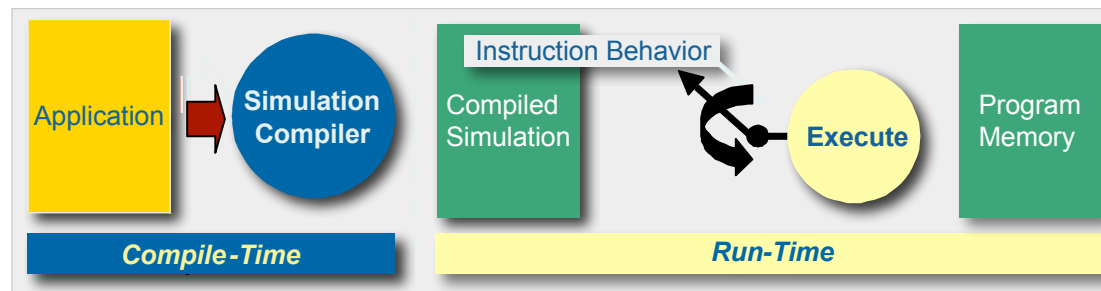 Application
Simulation
Compiler
Instruction Behavior
Compiled
Simulation
Execute
Program
Memory
Compile-Time
Run-Time